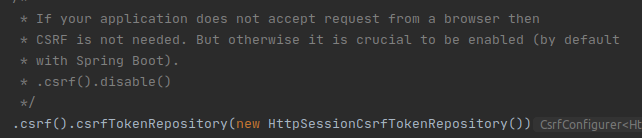 * If your application does not accept request from a browser then
* CSRF is not needed. But otherwise it is crucial to be enabled (by default
* with Spring Boot).
* .csrf().disable()
*/
.csrf().csrfTokenRepository(new HttpSessionCsrfTokenRepository()) CsrfConfigurer<Ht